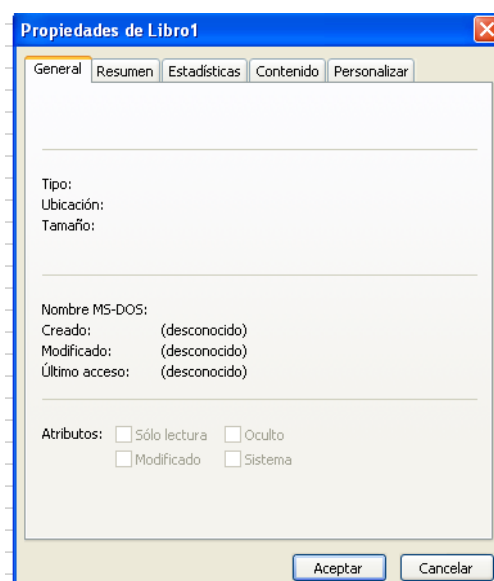 Propiedades de Libro1
General Resumen Estadísticas Contenido Personalizar
Tipo:
Ubicación:
Tamaño:
Nombre MS-DOS:
Creado: (desconocido)
Modificado: (desconocido)
Último acceso: (desconocido)
Atributos: Sólo lectura Oculto
Modificado Sistema
Aceptar Cancelar